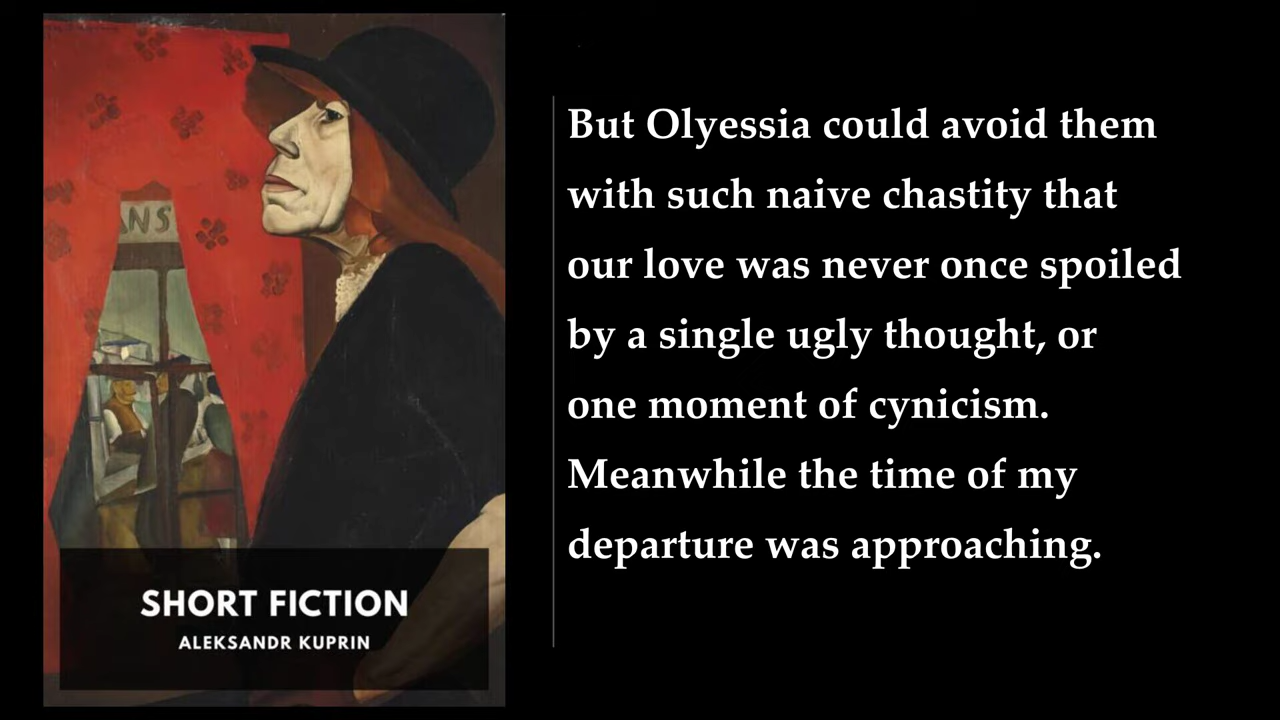 ANS
SHORT FICTION
ALEKSANDR KUPRIN
But Olyessia could avoid them
with such naive chastity that
our love was never once spoiled
by a single ugly thought, or
one moment of cynicism.
Meanwhile the time of my
departure was approaching.